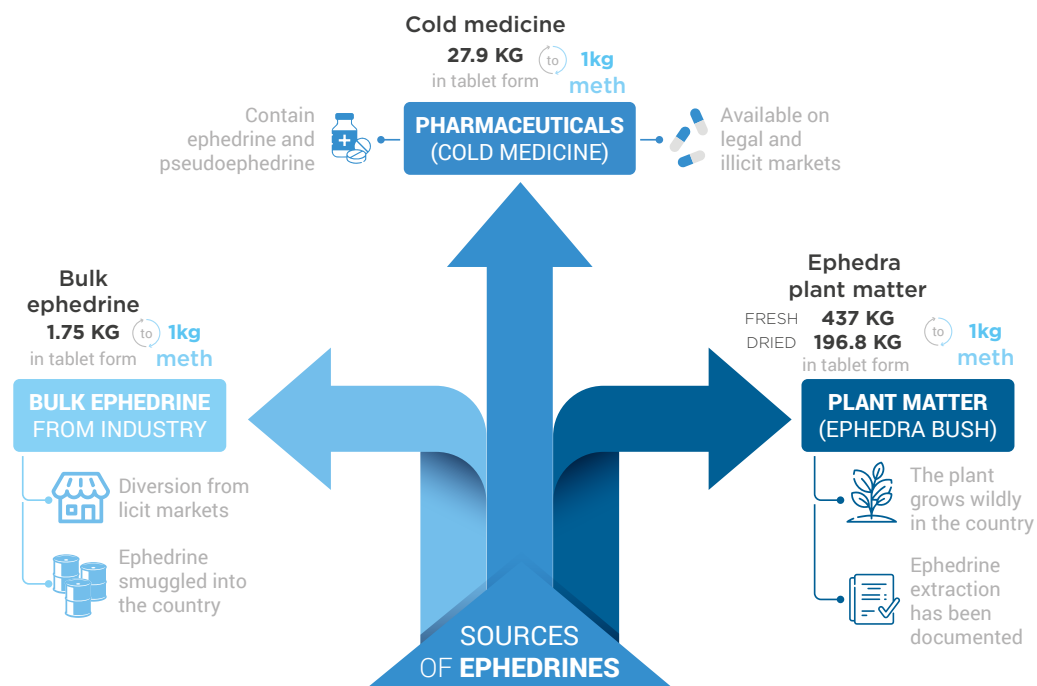 Cold medicine
27.9 KG to 1kg
in tablet form meth
Contain
ephedrine and
pseudoephedrine
PHARMACEUTICALS
(COLD MEDICINE)
Available on
legal and
illicit markets
Bulk
ephedrine
1.75 KG to 1kg
in tablet form meth
BULK EPHEDRINE
FROM INDUSTRY
Diversion from
licit markets
Ephedrine
smuggled into
the country
Ephedra
plant matter
FRESH 437 KG to 1kg
DRIED 196.8 KG meth
in tablet form
PLANT MATTER
(EPHEDRA BUSH)
The plant
grows wildly
in the country
Ephedrine
extraction
has been
documented
SOURCES
OF EPHEDRINES